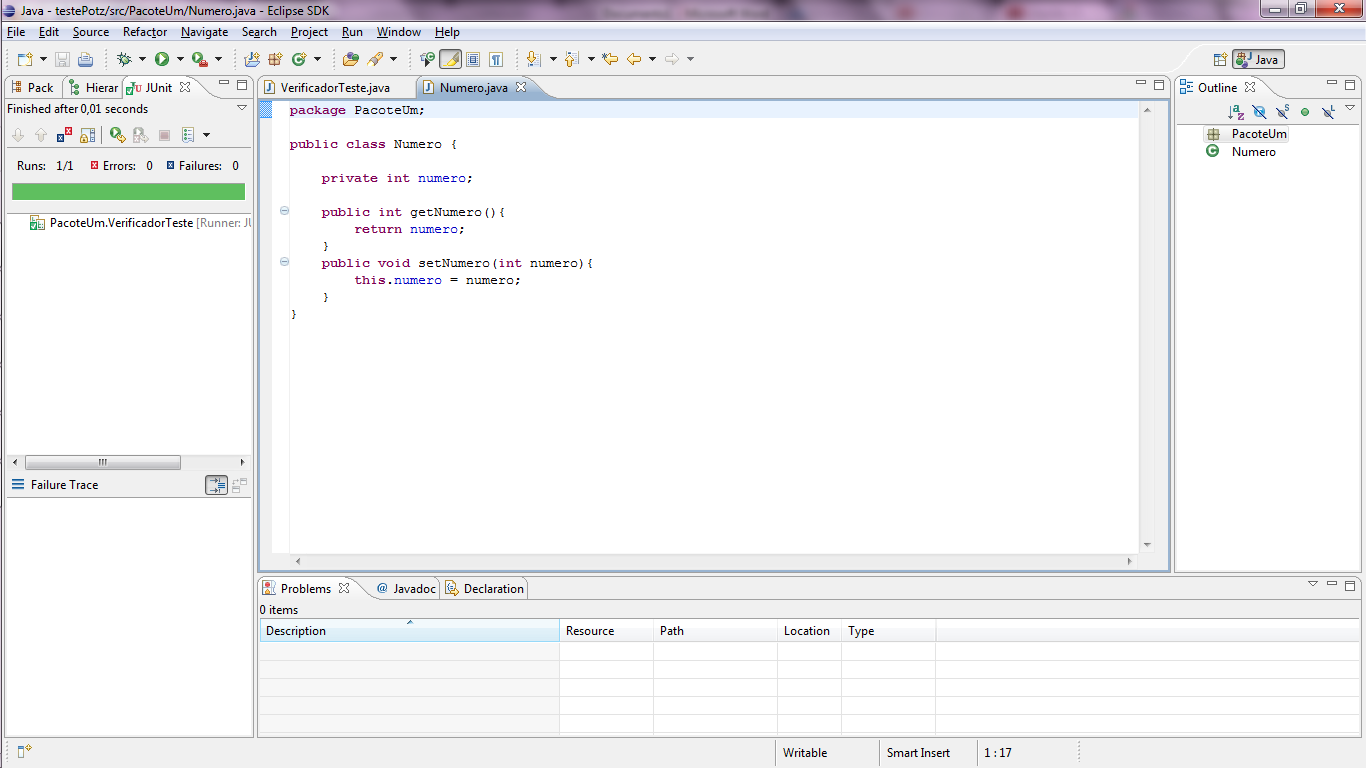 Java - testePotz/src/PacoteUm/Numero.java - Eclipse SDK
File Edit Source Refactor Navigate Search Project Run Window Help
Java
Pack Hierar JUnit
VerificadorTeste.java Numero.java
Outline
Finished after 0,01 seconds
Runs: 1/1 Errors: 0 Failures: 0
PacoteUm.VerificadorTeste [Runner: JU
Failure Trace
package PacoteUm;
public class Numero {
private int numero;
public int getNumero(){
return numero;
}
public void setNumero(int numero){
this.numero = numero;
}
}
PacoteUm
Numero
Problems Javadoc Declaration
0 items
Description Resource Path Location Type
Writable Smart Insert 1 : 17